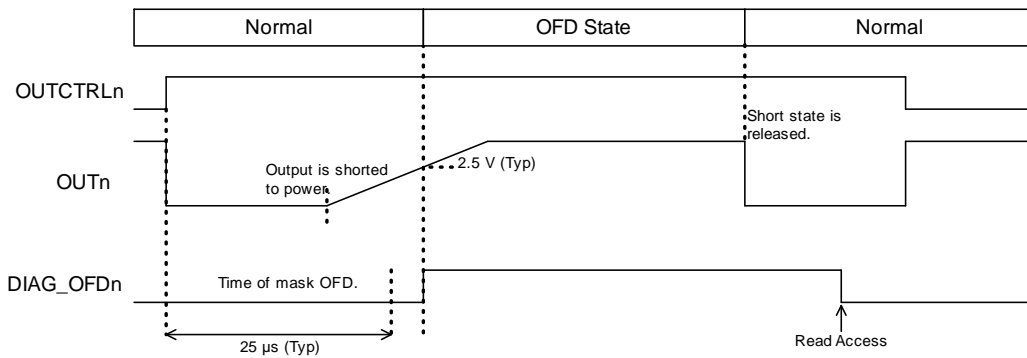 Normal OFD State Normal
OUTCTRLn
Short state is
released.
Output is shorted
to power.
2.5 V (Typ)
OUTn
DIAG_OFDn
Time of mask OFD.
25 µs (Typ)
Read Access